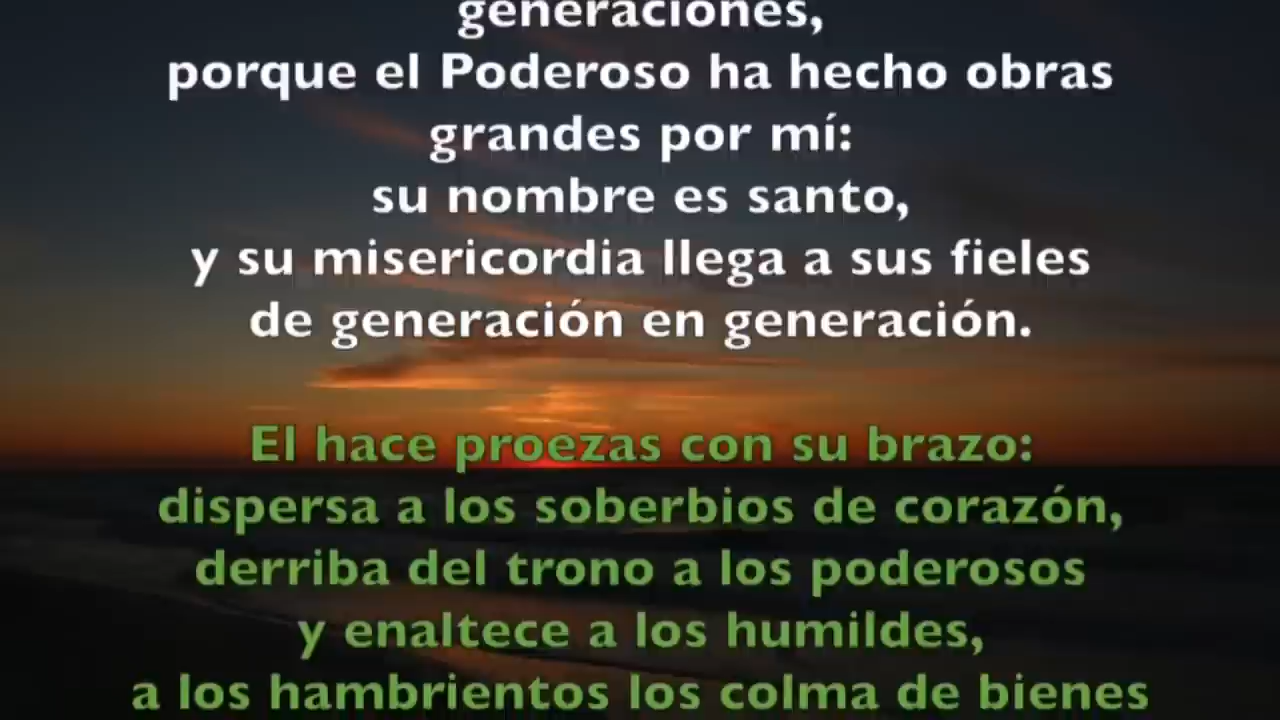 generaciones,
porque el Poderoso ha hecho obras
grandes por mí:
su nombre es santo,
y su misericordia llega a sus fieles
de generación en generación.
El hace proezas con su brazo:
dispersa a los soberbios de corazón,
derriba del trono a los poderosos
y enaltece a los humildes,
a los hambrientos los colma de bienes